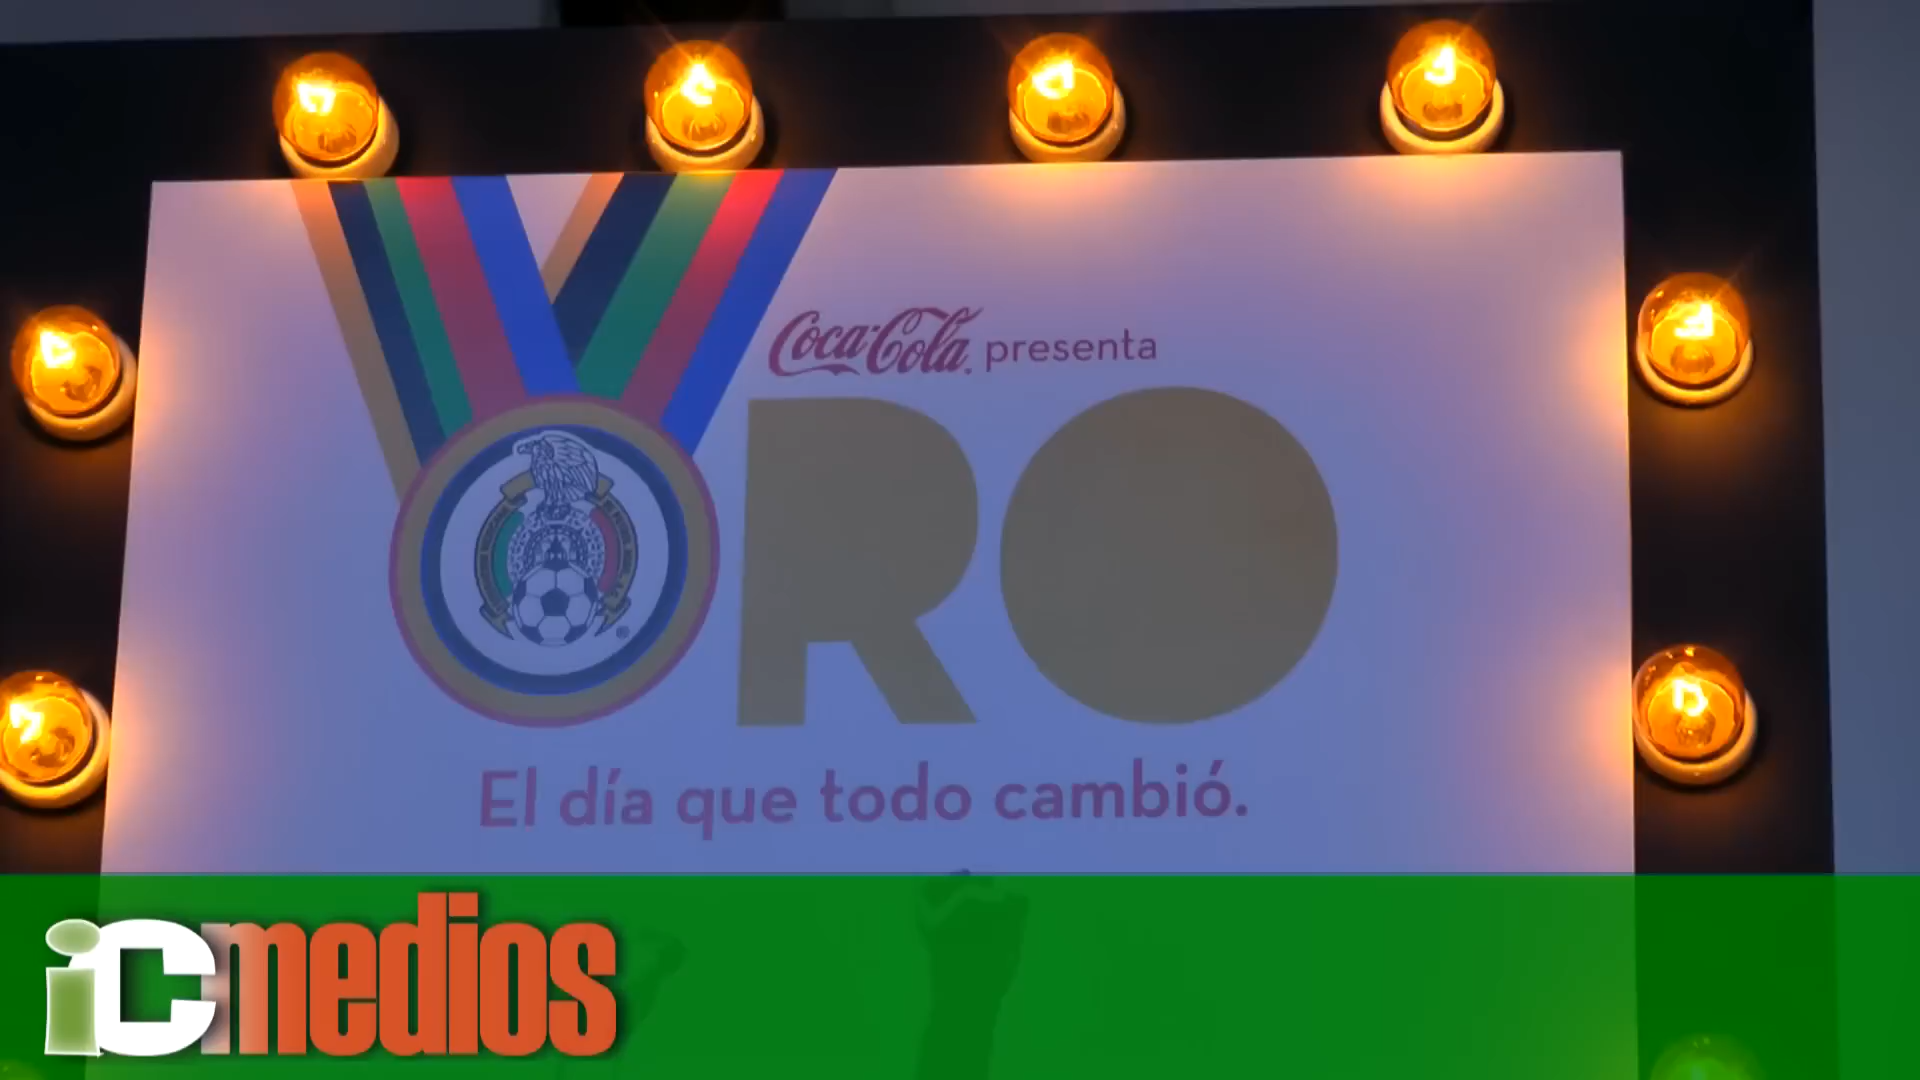 Coca-Cola presenta
ORO
El día que todo cambió.
iCmedios